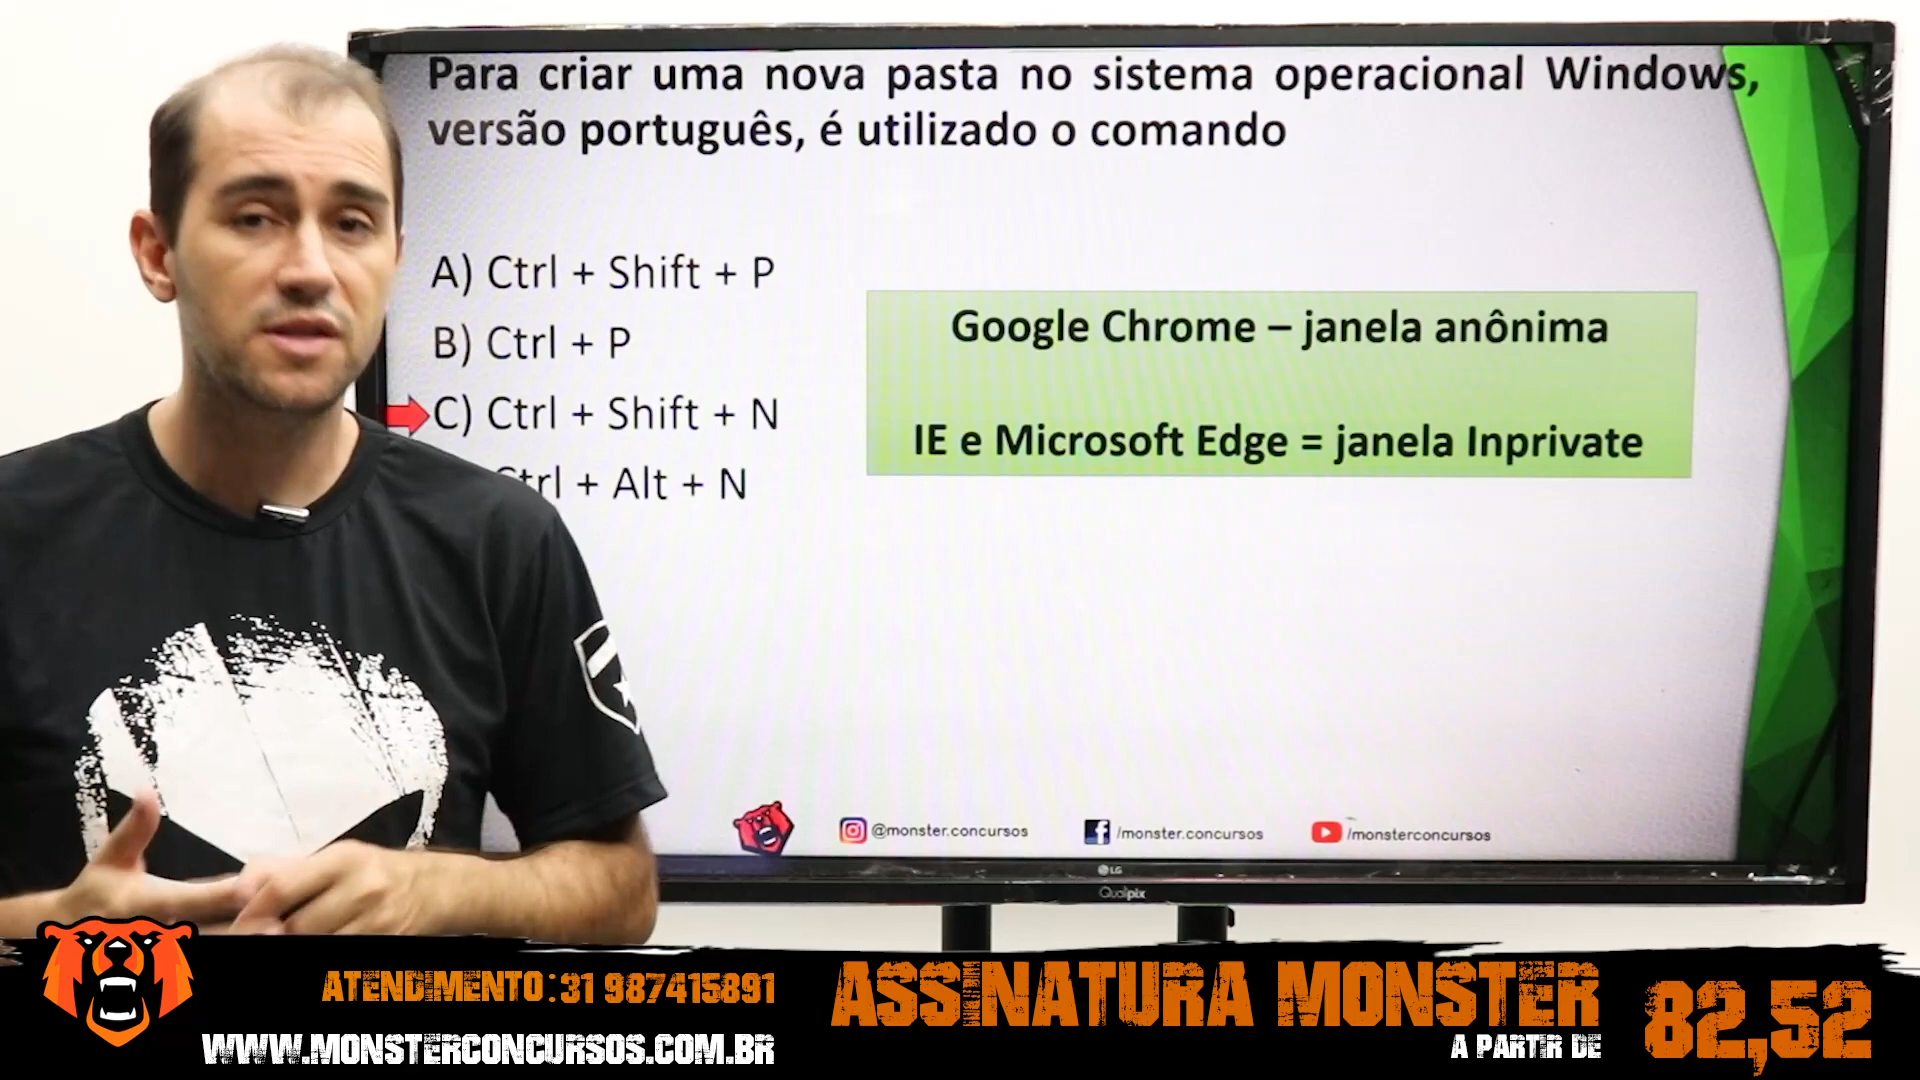 Para criar uma nova pasta no sistema operacional Windows,
versão português, é utilizado o comando
A) Ctrl + Shift + P
B) Ctrl + P
C) Ctrl + Shift + N
trl + Alt + N
Google Chrome – janela anônima
IE e Microsoft Edge = janela Inprivate
@monster.concursos
/monster.concursos
/monsterconcursos
LG
Qualipix
ATENDIMENTO: 31 987415891
WWW.MONSTERCONCURSOS.COM.BR
ASSINATURA MONSTER
A PARTIR DE
82,52